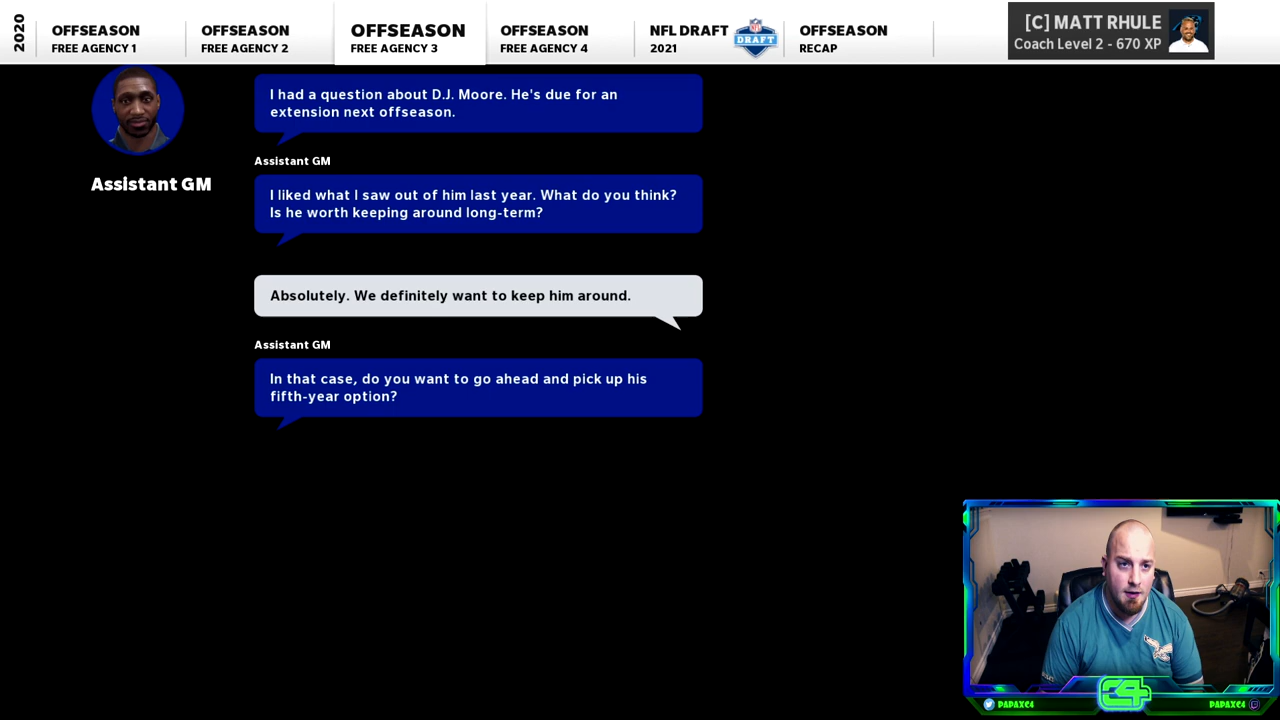 2020
OFFSEASON
FREE AGENCY 1
OFFSEASON
FREE AGENCY 2
OFFSEASON
FREE AGENCY 3
OFFSEASON
FREE AGENCY 4
NFL DRAFT
2021
NFL
DRAFT
OFFSEASON
RECAP
[C] MATT RHULE
Coach Level 2 - 670 XP
I had a question about D.J. Moore. He's due for an
extension next offseason.
Assistant GM
Assistant GM
I liked what I saw out of him last year. What do you think?
Is he worth keeping around long-term?
Absolutely. We definitely want to keep him around.
Assistant GM
In that case, do you want to go ahead and pick up his
fifth-year option?
PAPAXC4
C4
PAPAXC4